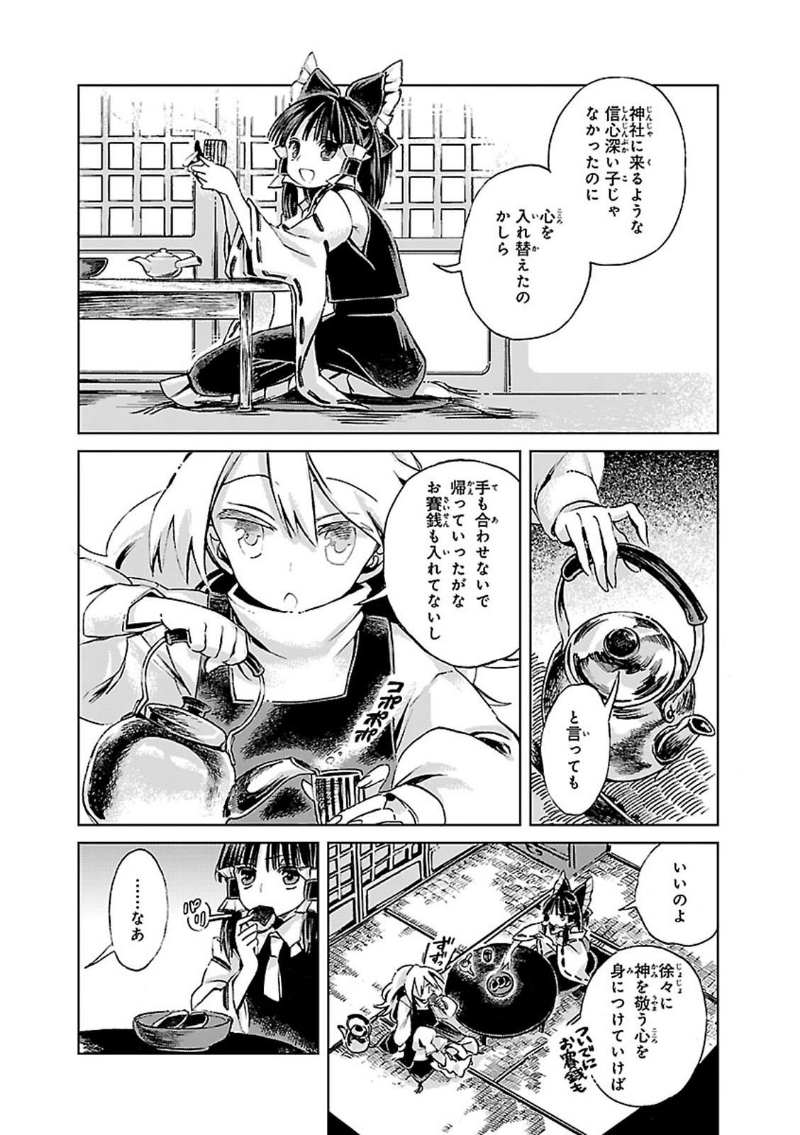 神社に来るような
信心深い子じゃ
なかったのに
心を
入れ替えたの
かしら
と言っても
手も合わせないで
帰っていったがな
お賽銭も入れてないし
コポポポ
いいのよ
徐々に
神を敬う心を
身につけていけば
ついでに
お賽銭も
ずずっ
……なあ